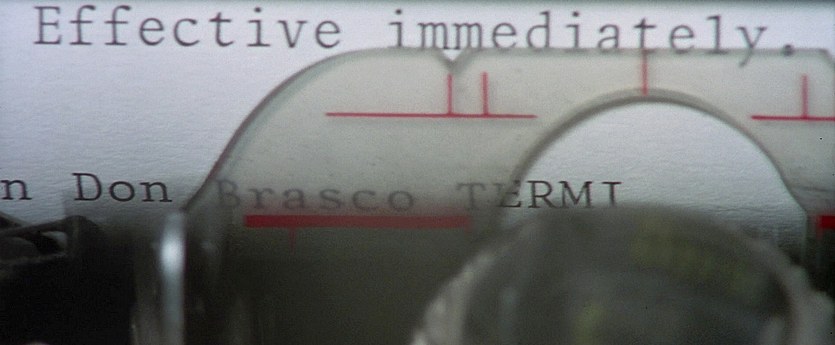 Effective immediately.
n Don Brasco TERMI